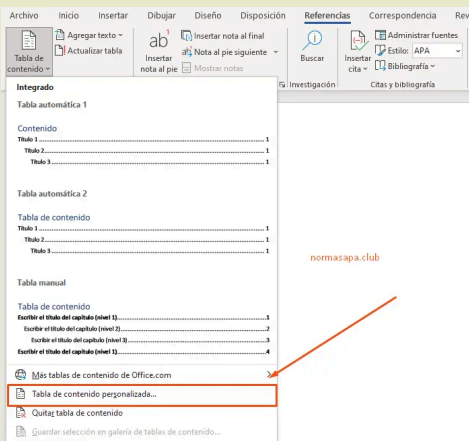 Archivo Inicio Insertar Dibujar Diseño Disposición Referencias Correspondencia Rev
Tabla de contenido
Agregar texto
Actualizar tabla
ab
Insertar nota al pie
Insertar nota al final
Nota al pie siguiente
Mostrar notas
Buscar
Investigación
Insertar cita
Administrar fuentes
Estilo: APA
Bibliografía
Citas y bibliografía
Integrado
Tabla automática 1
Contenido
Título 1 1
Título 2 1
Título 3 1
Tabla automática 2
Tabla de contenido
Título 1 1
Título 2 1
Título 3 1
Tabla manual
Tabla de contenido
Escribir el título del capítulo (nivel 1) 1
Escribir el título del capítulo (nivel 2) 2
Escribir el título del capítulo (nivel 3) 3
Escribir el título del capítulo (nivel 1) 4
Más tablas de contenido de Office.com
Tabla de contenido personalizada...
Quitar tabla de contenido
Guardar selección en galería de tablas de contenido...
normasapa.club